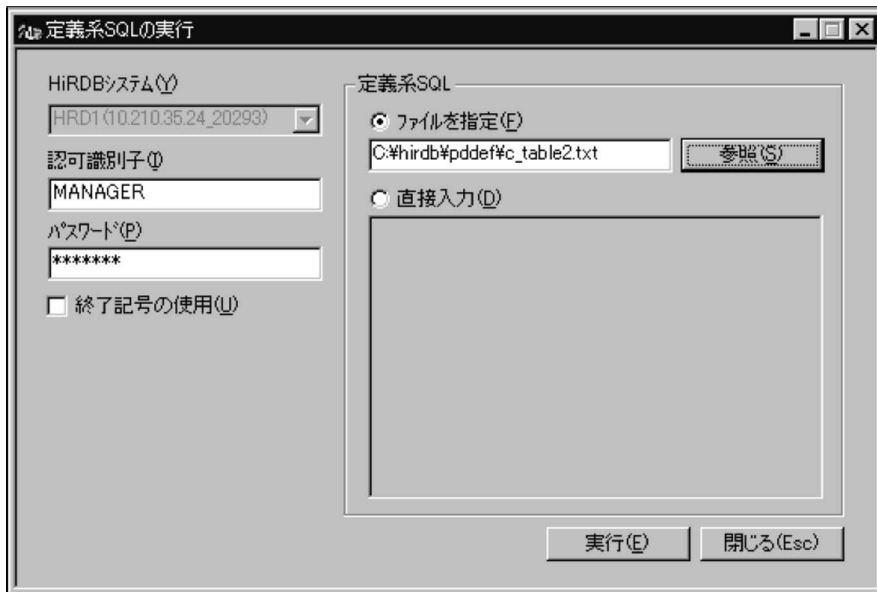 定義系SQLの実行
HiRDBシステム(Y)
HRD1(10.210.35.24_20293)
認可識別子(I)
MANAGER
パスワード(P)
*******
終了記号の使用(U)
定義系SQL
ファイルを指定(F)
C:¥hirdb¥pddef¥c_table2.txt
参照(S)
直接入力(D)
実行(E)
閉じる(Esc)